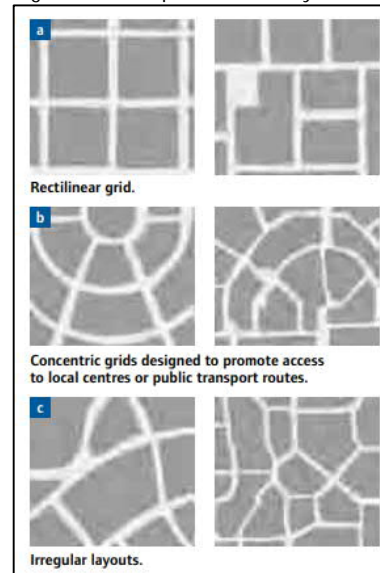 a
Rectilinear grid.
b
Concentric grids designed to promote access
to local centres or public transport routes.
c
Irregular layouts.